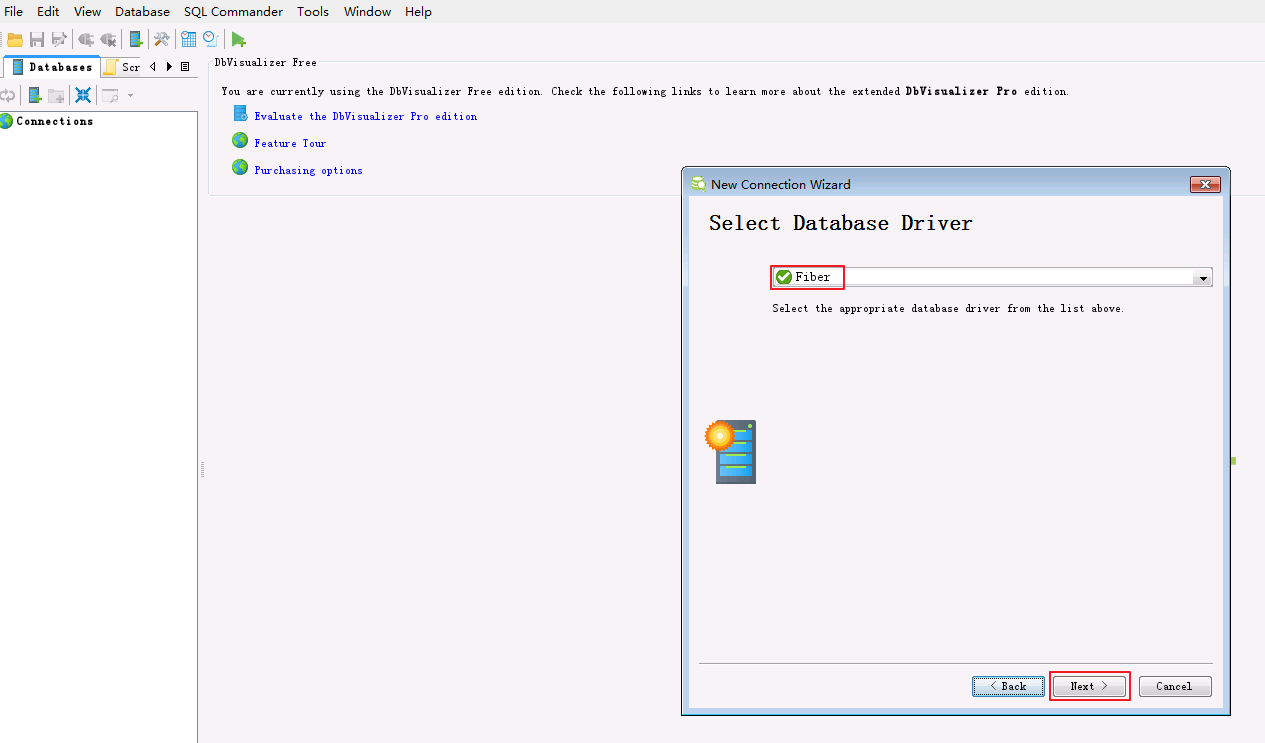 File Edit View Database SQL Commander Tools Window Help
Databases Scr
Connections
DbVisualizer Free
You are currently using the DbVisualizer Free edition. Check the following links to learn more about the extended DbVisualizer Pro edition.
Evaluate the DbVisualizer Pro edition
Feature Tour
Purchasing options
New Connection Wizard
Select Database Driver
Fiber
Select the appropriate database driver from the list above.
< Back Next > Cancel